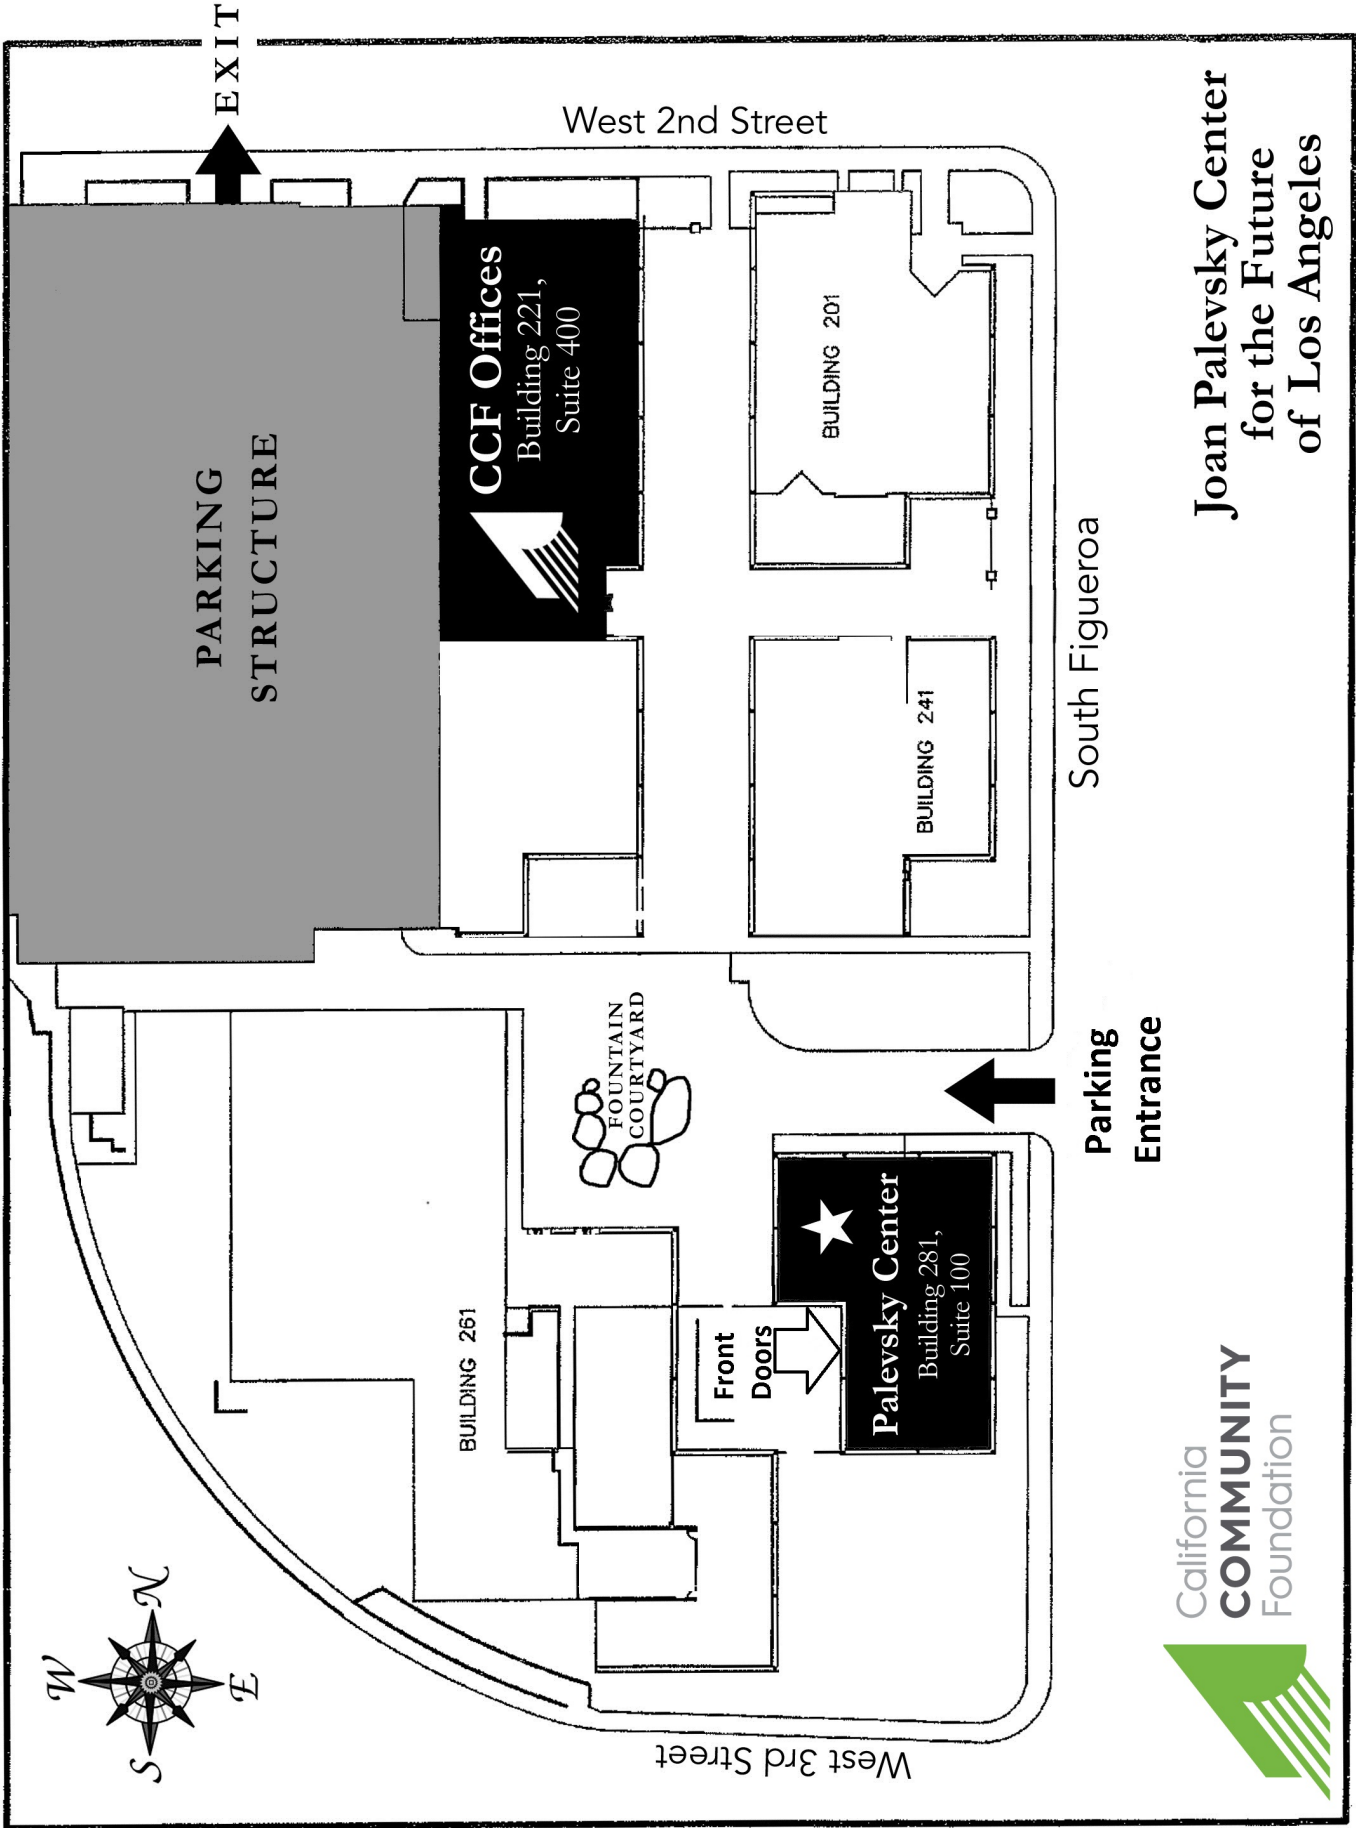 EXIT
West 2nd Street
Joan Palevsky Center
for the Future
of Los Angeles
PARKING
STRUCTURE
CCF Offices
Building 221,
Suite 400
BUILDING 201
BUILDING 241
South Figueroa
FOUNTAIN
COURTYARD
Parking
Entrance
BUILDING 261
Front
Doors
Palevsky Center
Building 281,
Suite 100
W
N
S
E
West 3rd Street
California
COMMUNITY
Foundation